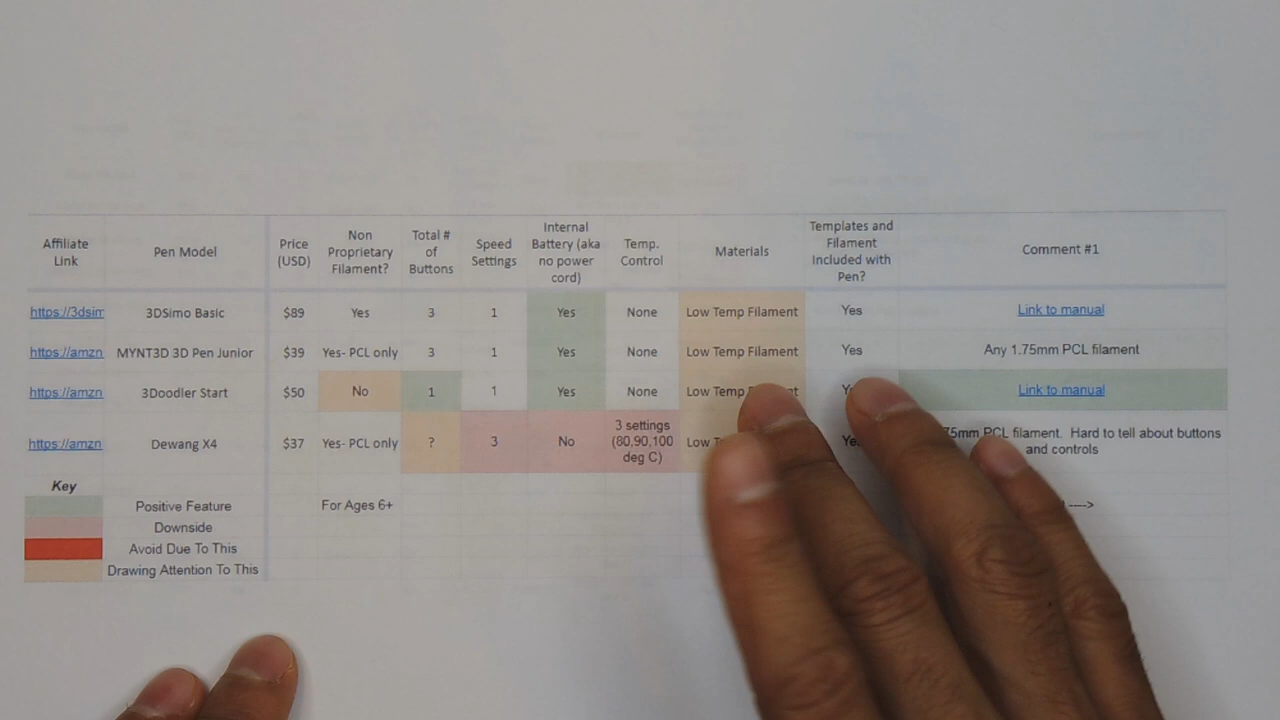 Affiliate Link Pen Model Price (USD) Non Proprietary Filament? Total # of Buttons Speed Settings Internal Battery (aka no power cord) Temp. Control Materials Templates and Filament Included with Pen? Comment #1
https://3dsim 3DSimo Basic $89 Yes 3 1 Yes None Low Temp Filament Yes Link to manual
https://amzn MYNT3D 3D Pen Junior $39 Yes- PCL only 3 1 Yes None Low Temp Filament Yes Any 1.75mm PCL filament
https://amzn 3Doodler Start $50 No 1 1 Yes None Low Temp Link to manual
https://amzn Dewang X4 $37 Yes- PCL only ? 3 No 3 settings (80,90,100 deg C) PCL filament. Hard to tell about buttons and controls
Key
Positive Feature For Ages 6+ ---->
Downside
Avoid Due To This
Drawing Attention To This